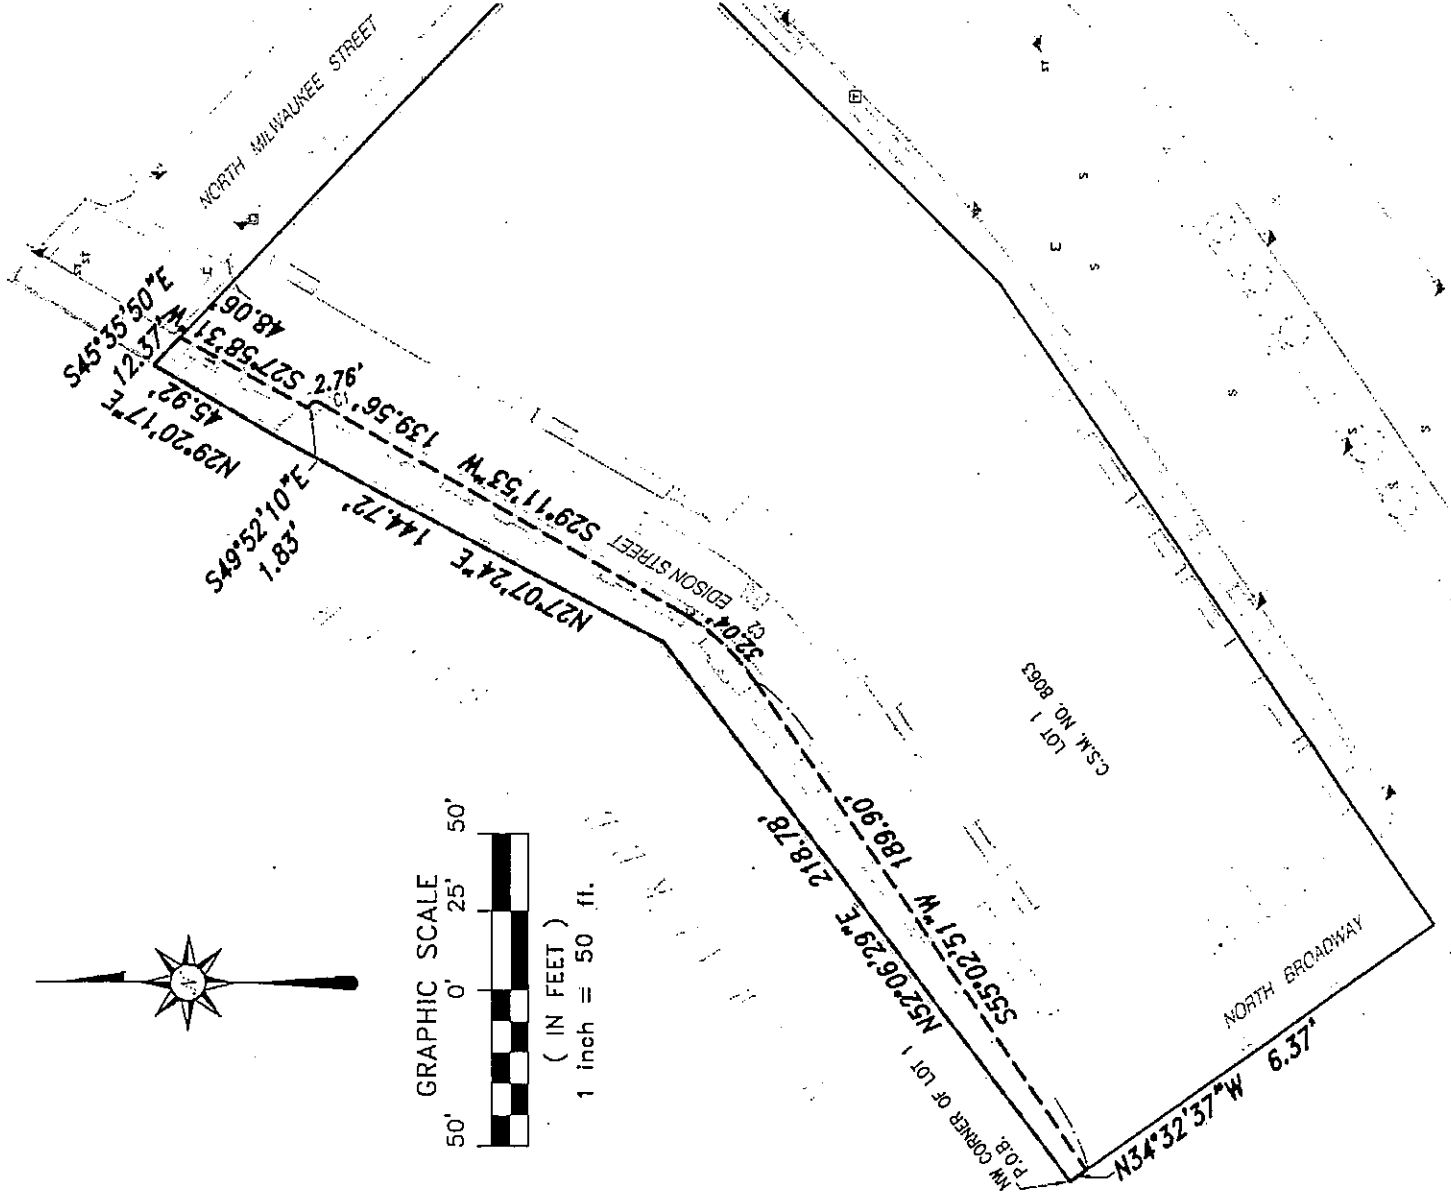 NORTH MILWAUKEE STREET
S45°35'50"E
12.37'
S27°58'31"W
48.06'
N29°20'17"E
45.92'
2.76'
C1
S49°52'10"E
1.83'
S29°11'53"W 139.56'
N27°07'24"E 144.72'
EDISON STREET
32.04'
C2
LOT 1
C.S.M. NO. 8063
N52°06'29"E 218.78'
S55°02'51"W 189.90'
NW CORNER OF LOT 1
P.O.B.
N34°32'37"W 6.37'
NORTH BROADWAY
GRAPHIC SCALE
50' 0' 25' 50'
( IN FEET )
1 inch = 50 ft.
N
T
ST
S
3
S
S
S
S
S
ST